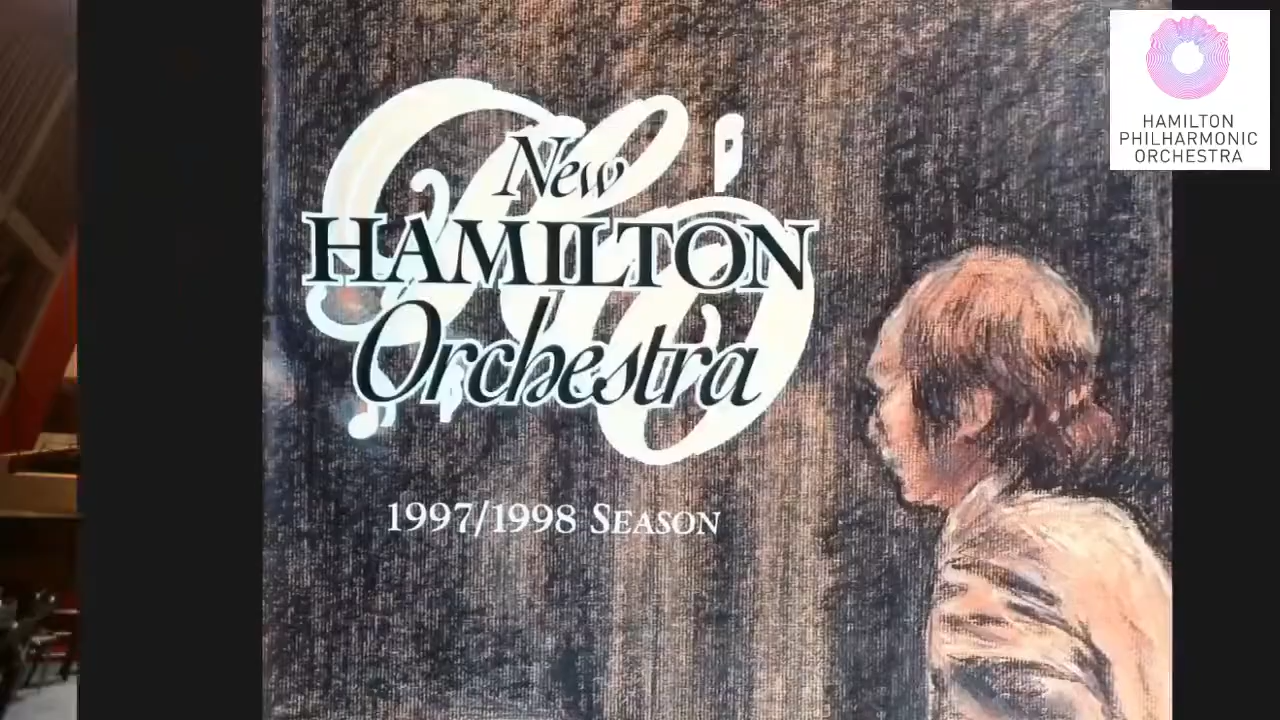 New
HAMILTON
Orchestra
1997/1998 SEASON
HAMILTON
PHILHARMONIC
ORCHESTRA